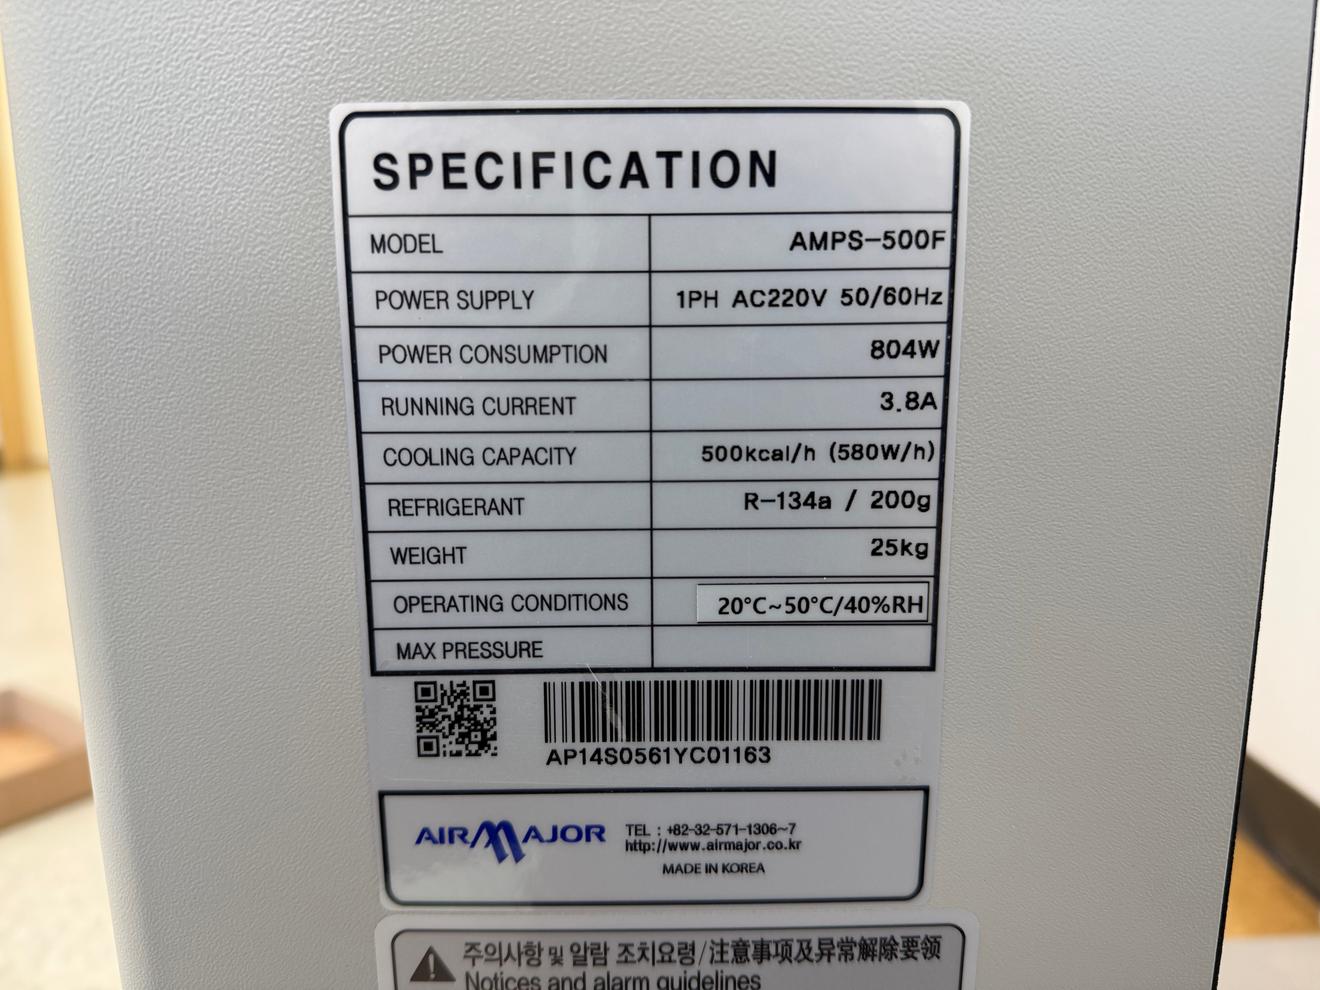 SPECIFICATION
MODEL AMPS-500F
POWER SUPPLY 1PH AC220V 50/60Hz
POWER CONSUMPTION 804W
RUNNING CURRENT 3.8A
COOLING CAPACITY 500kcal/h (580W/h)
REFRIGERANT R-134a / 200g
WEIGHT 25kg
OPERATING CONDITIONS 20°C~50°C/40%RH
MAX PRESSURE
AP14S0561YC01163
AIRMAJOR
TEL : +82-32-571-1306~7
http://www.airmajor.co.kr
MADE IN KOREA
주의사항 및 알람 조치요령/注意事项及异常解除要领
Notices and alarm guidelines